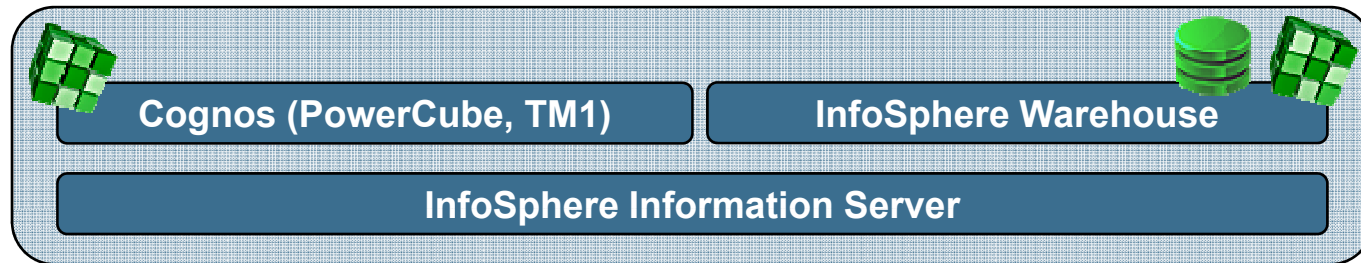 Cognos (PowerCube, TM1)
InfoSphere Warehouse
InfoSphere Information Server